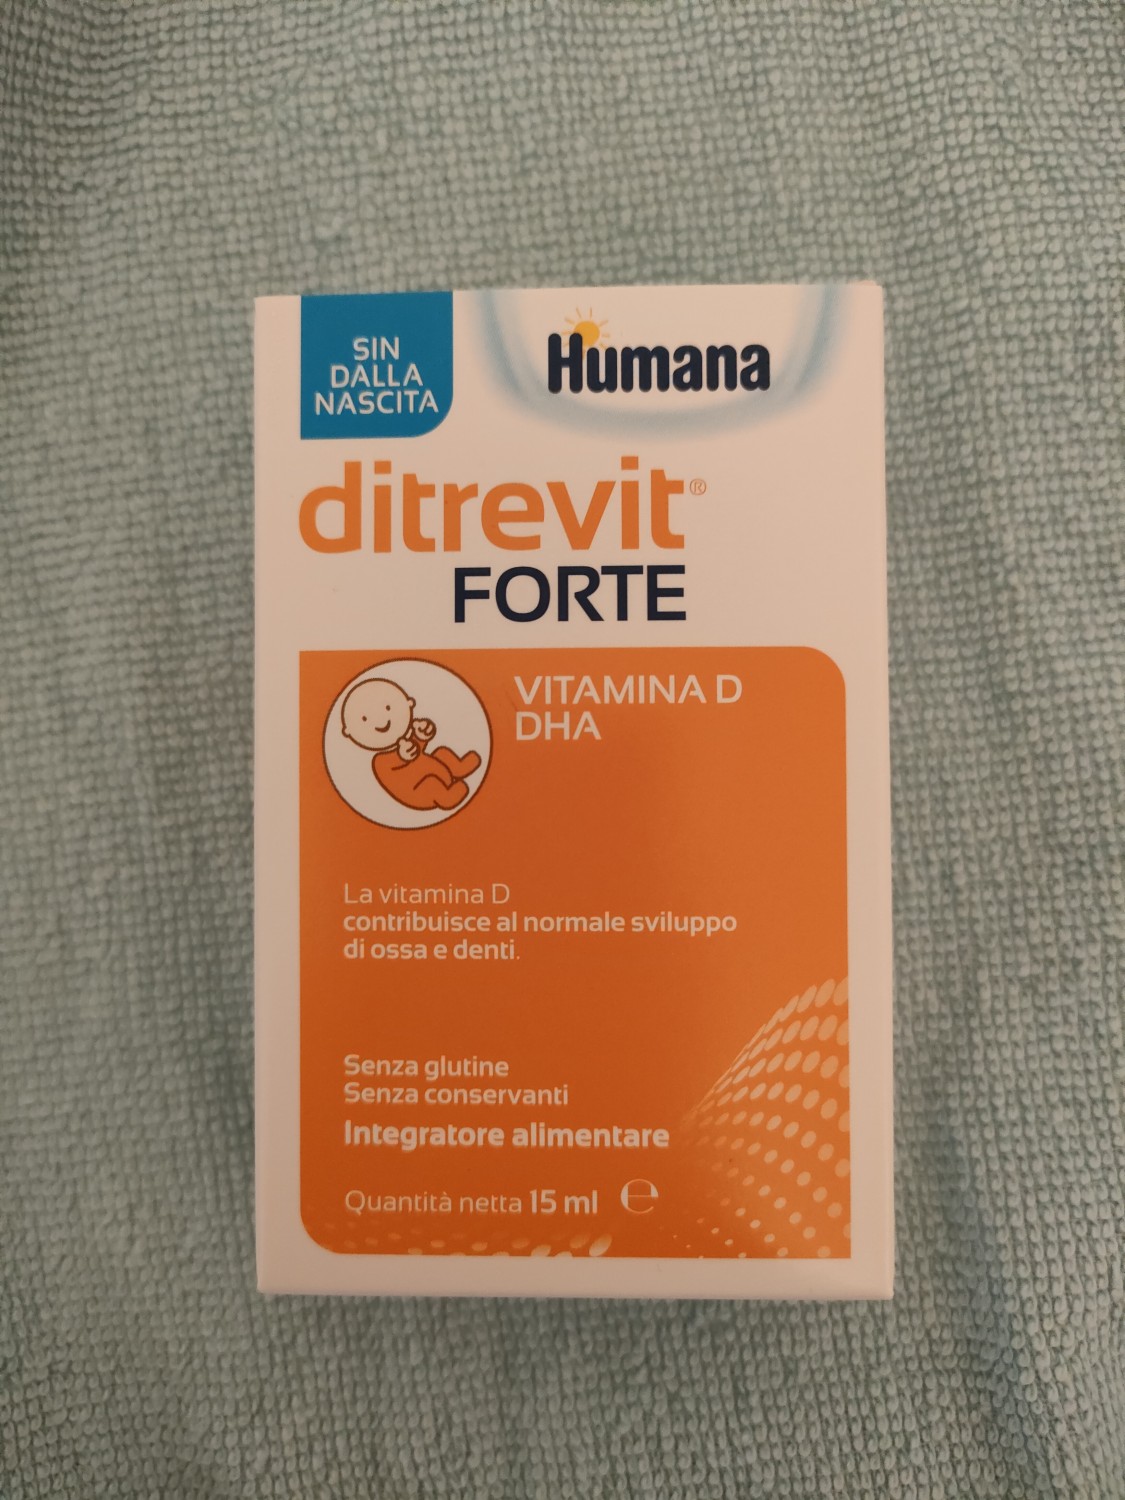 SIN
DALLA
NASCITA
Humana
ditrevit®
FORTE
VITAMINA D
DHA
La vitamina D
contribuisce al normale sviluppo
di ossa e denti.
Senza glutine
Senza conservanti
Integratore alimentare
Quantità netta 15 ml ℮